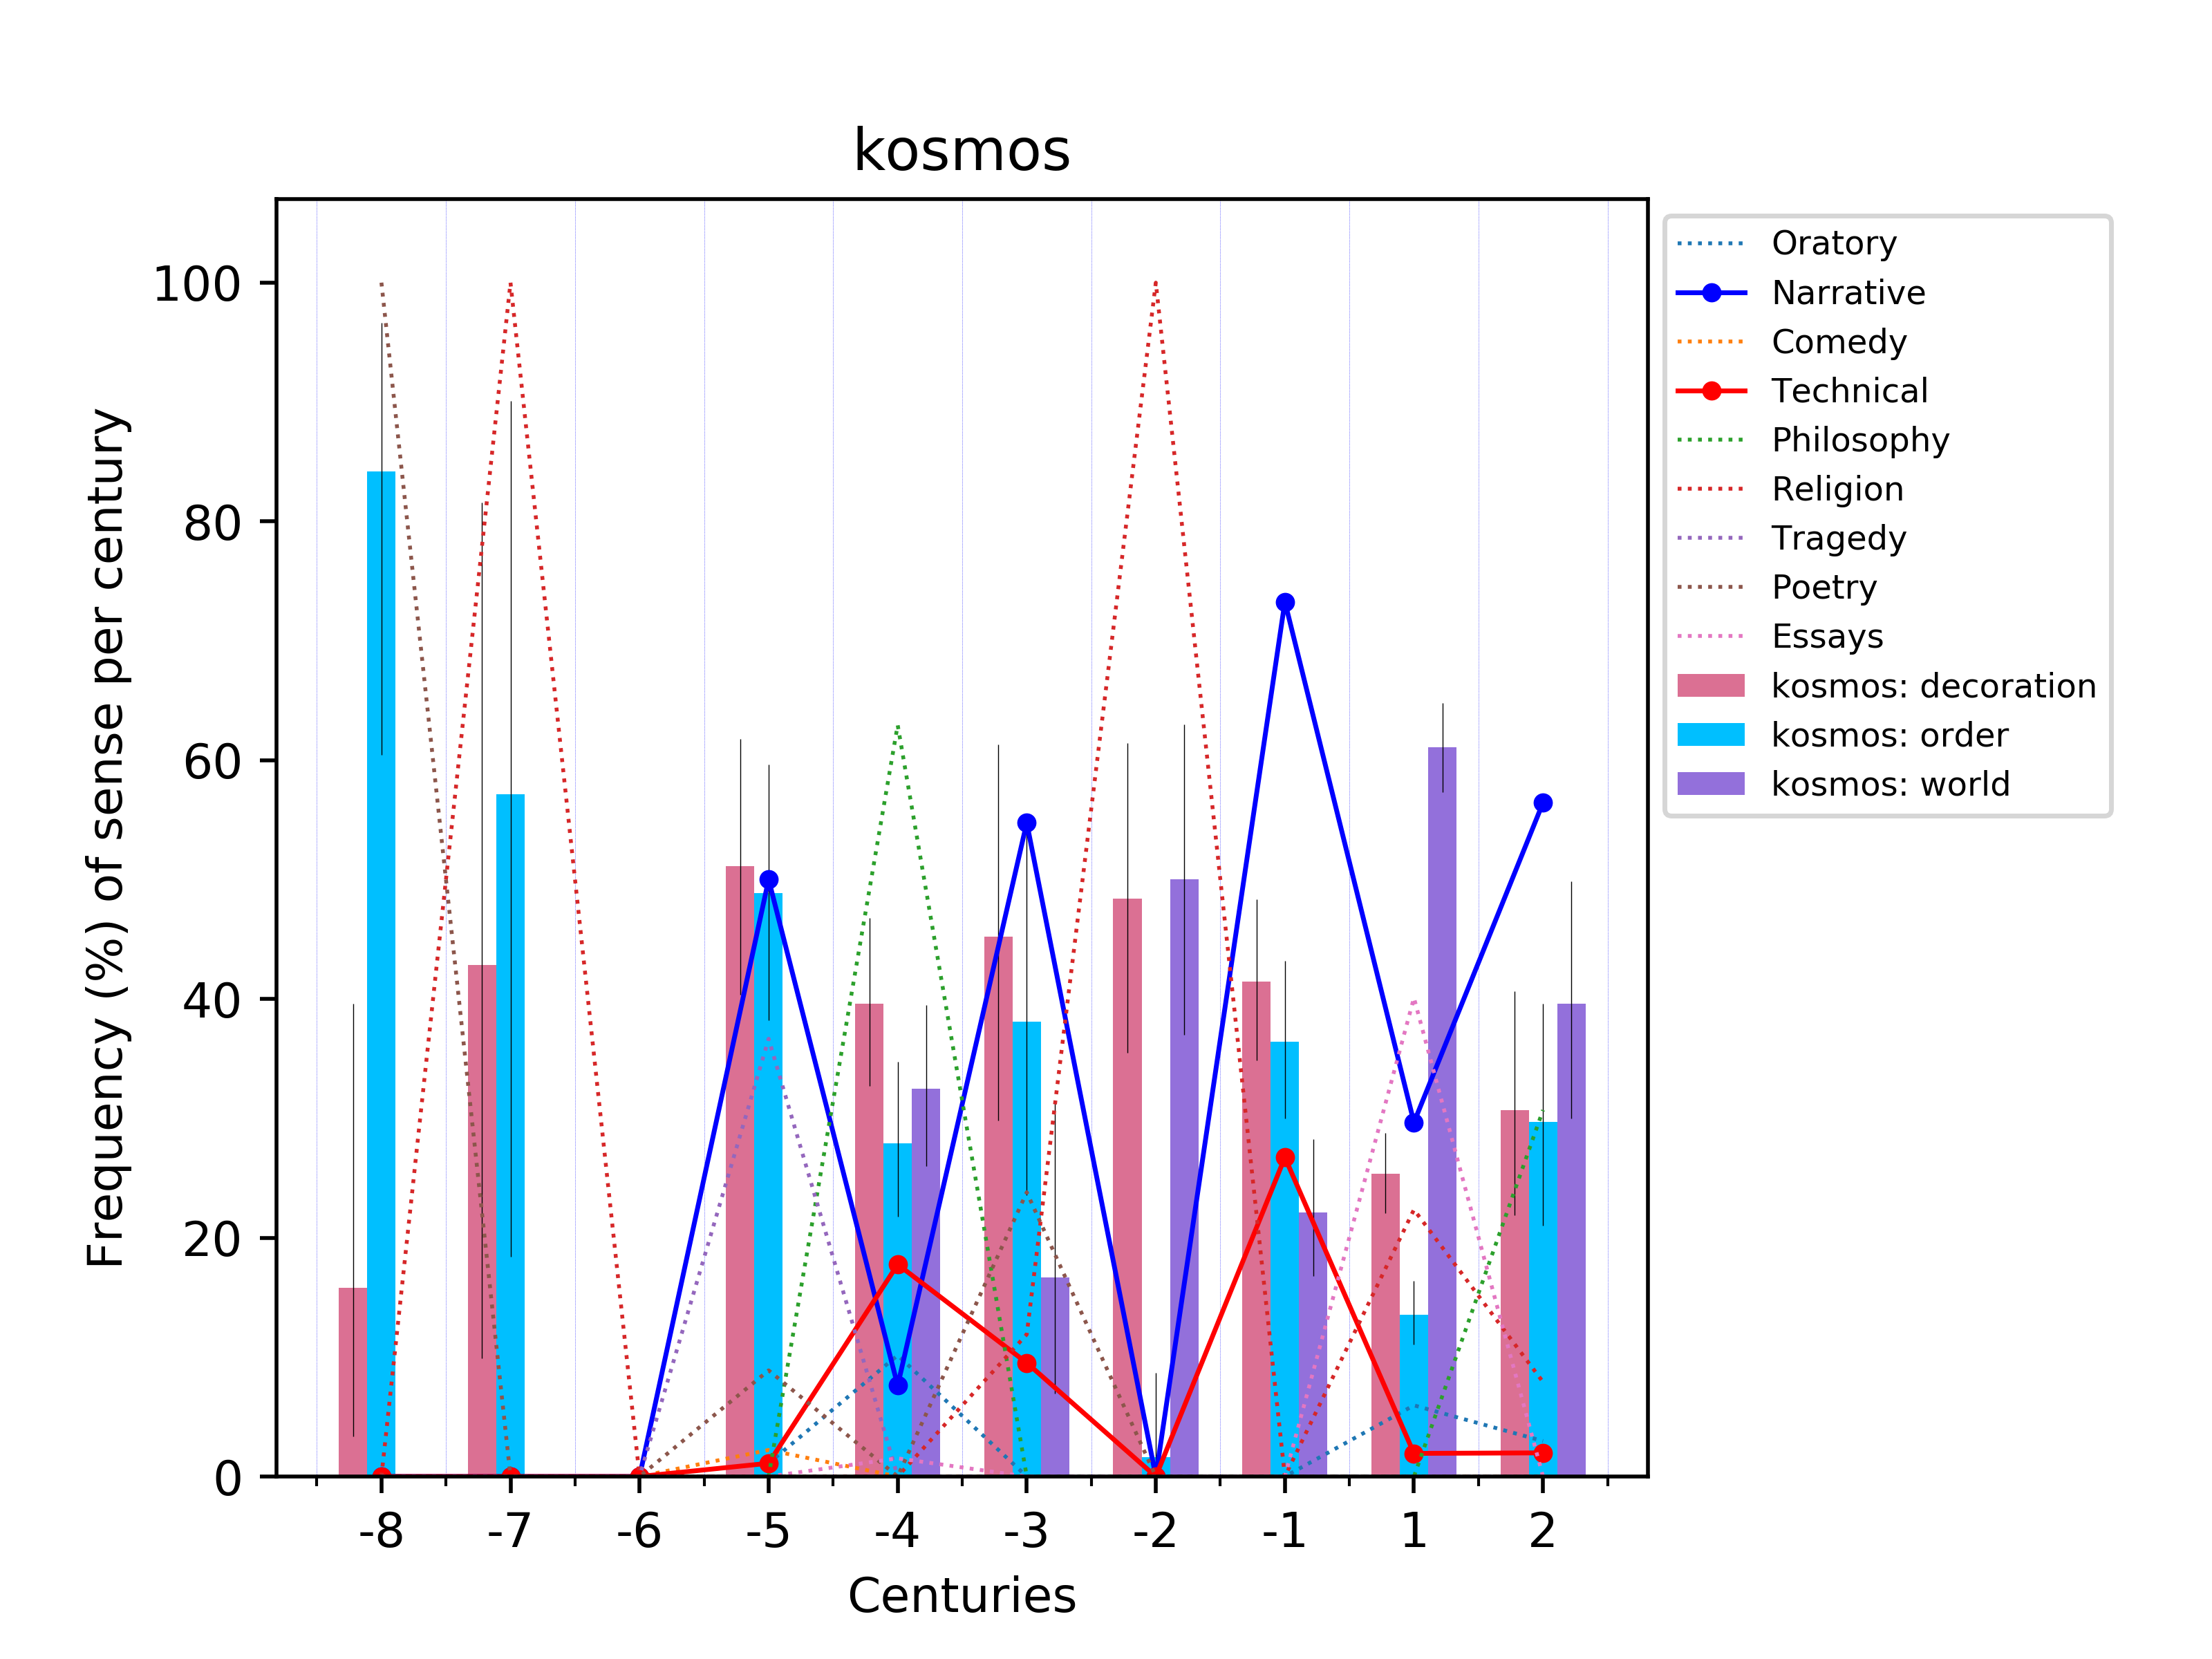 kosmos
Frequency (%) of sense per century
100
80
60
40
20
0
-8 -7 -6 -5 -4 -3 -2 -1 1 2
Centuries
Oratory
Narrative
Comedy
Technical
Philosophy
Religion
Tragedy
Poetry
Essays
kosmos: decoration
kosmos: order
kosmos: world